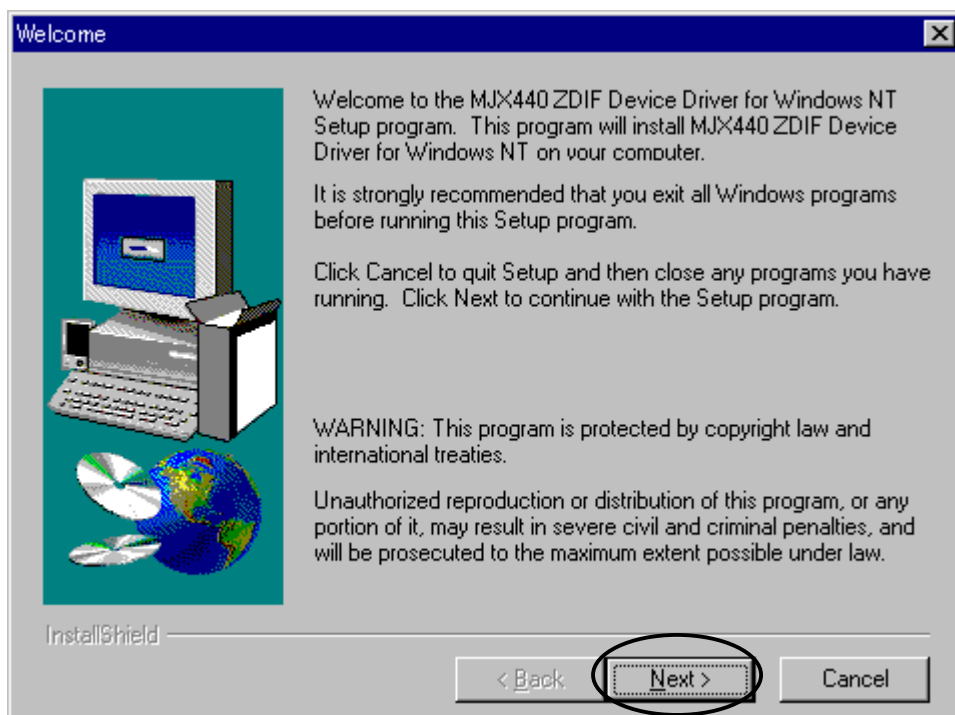 Welcome
Welcome to the MJX440 ZDIF Device Driver for Windows NT
Setup program.  This program will install MJX440 ZDIF Device
Driver for Windows NT on your computer.
It is strongly recommended that you exit all Windows programs
before running this Setup program.
Click Cancel to quit Setup and then close any programs you have
running.  Click Next to continue with the Setup program.
WARNING: This program is protected by copyright law and
international treaties.
Unauthorized reproduction or distribution of this program, or any
portion of it, may result in severe civil and criminal penalties, and
will be prosecuted to the maximum extent possible under law.
InstallShield
< Back
Next >
Cancel